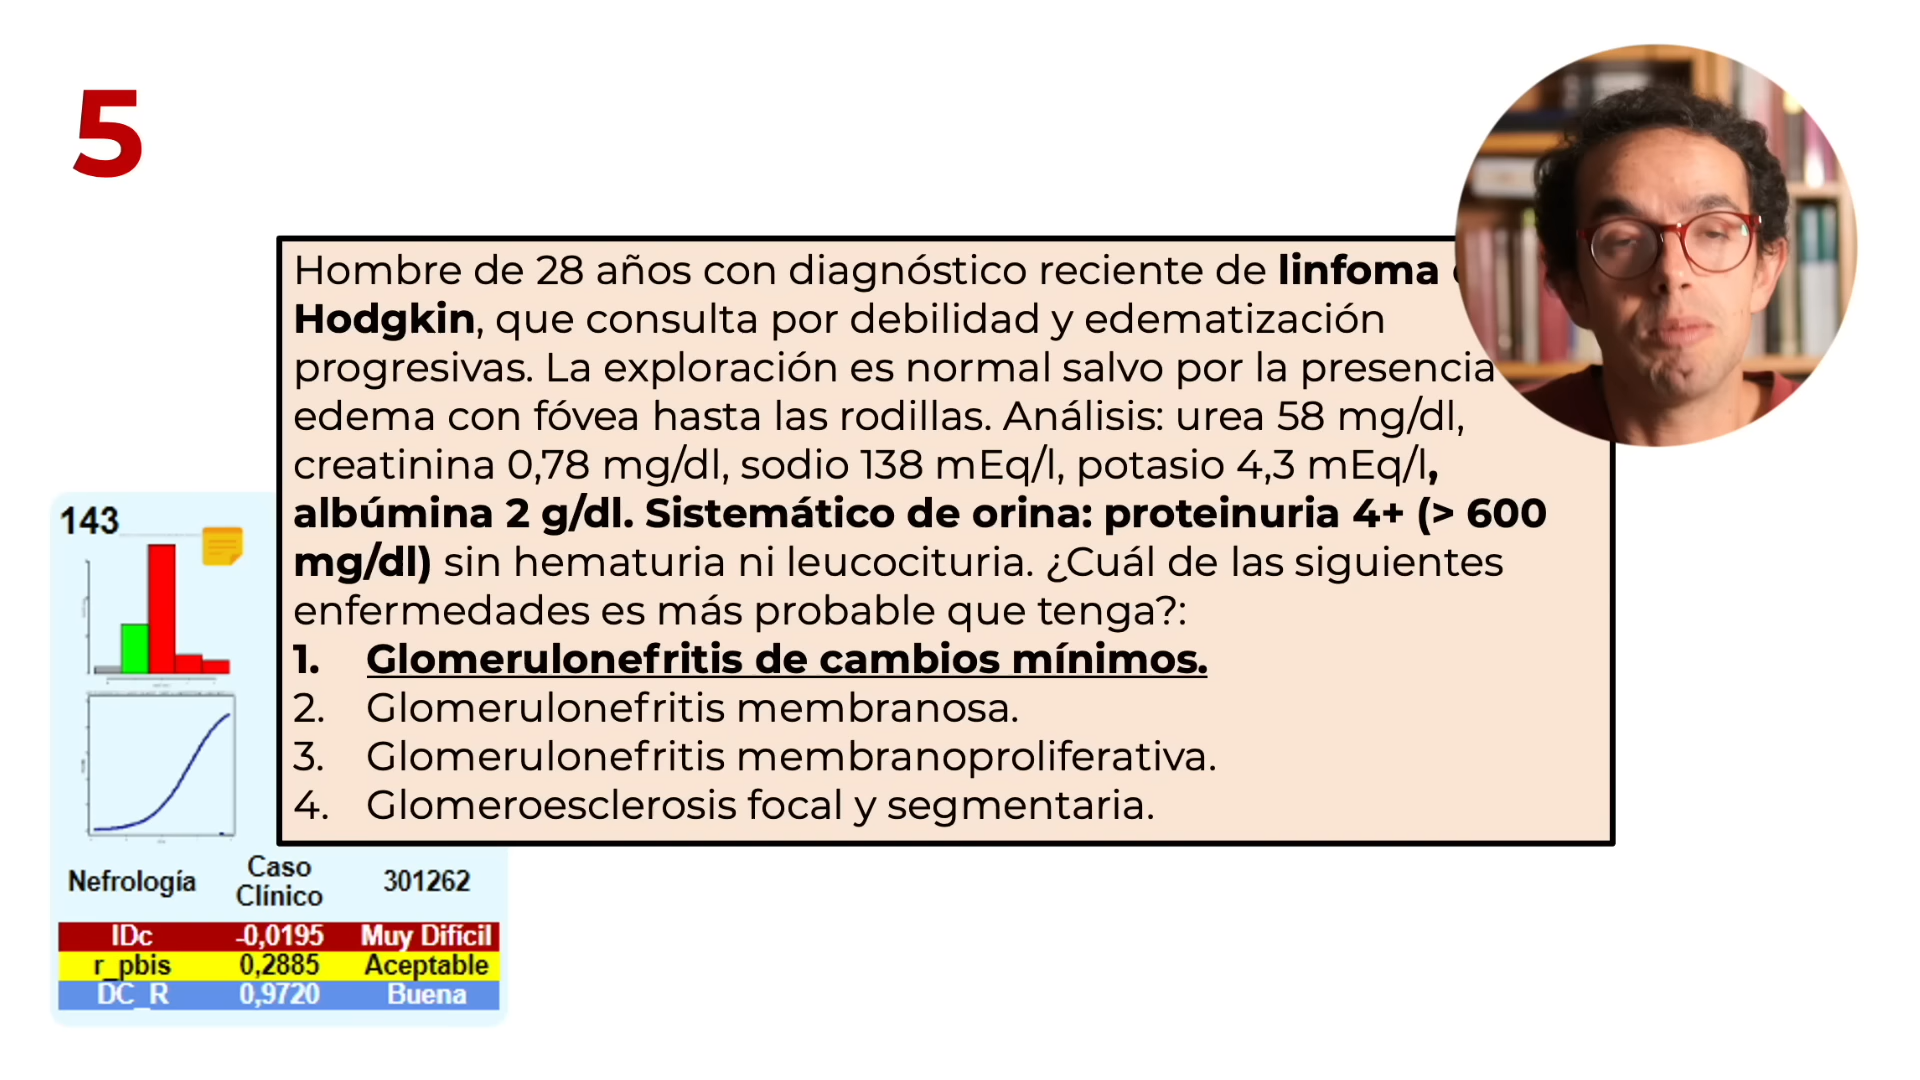 5
Hombre de 28 años con diagnóstico reciente de linfoma
Hodgkin, que consulta por debilidad y edematización
progresivas. La exploración es normal salvo por la presencia
edema con fóvea hasta las rodillas. Análisis: urea 58 mg/dl,
creatinina 0,78 mg/dl, sodio 138 mEq/l, potasio 4,3 mEq/l,
albúmina 2 g/dl. Sistemático de orina: proteinuria 4+ (> 600
mg/dl) sin hematuria ni leucocituria. ¿Cuál de las siguientes
enfermedades es más probable que tenga?:
1. Glomerulonefritis de cambios mínimos.
2. Glomerulonefritis membranosa.
3. Glomerulonefritis membranoproliferativa.
4. Glomeroesclerosis focal y segmentaria.
143
Nefrología Caso Clínico 301262
IDc -0,0195 Muy Difícil
r_pbis 0,2885 Aceptable
DC_R 0,9720 Buena